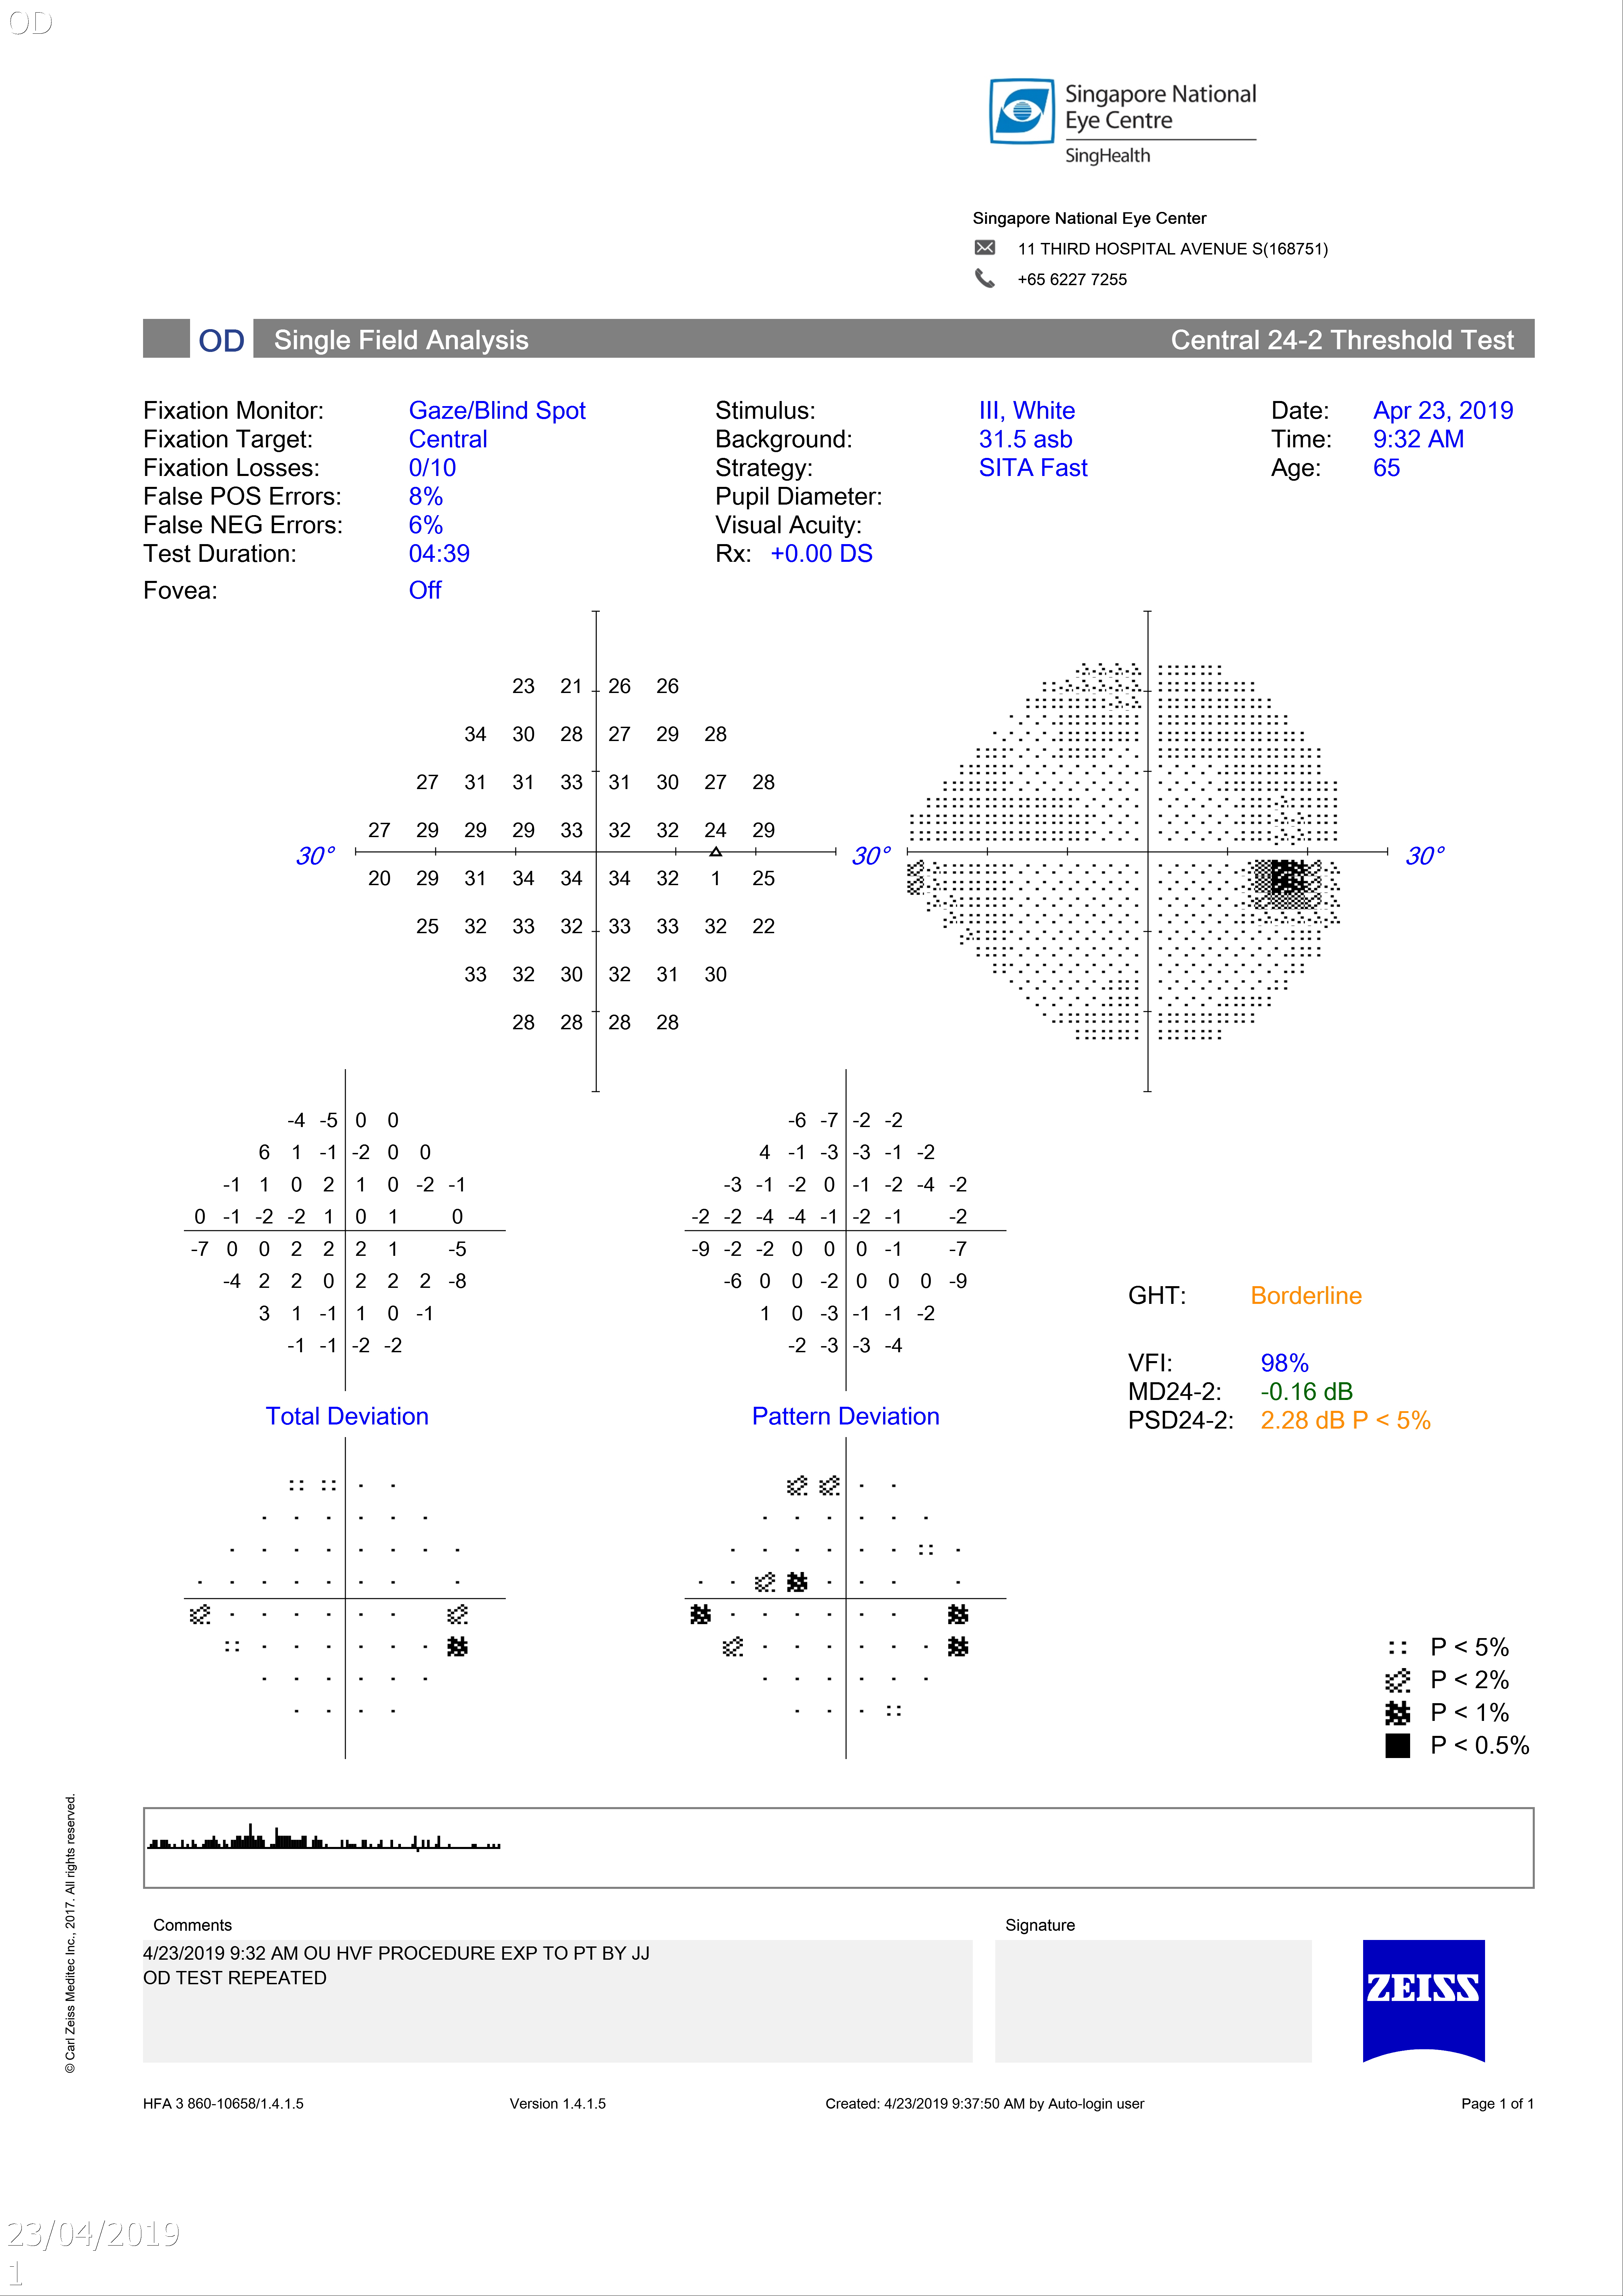 OD
Singapore National
Eye Centre
SingHealth
Singapore National Eye Center
11 THIRD HOSPITAL AVENUE S(168751)
+65 6227 7255
OD Single Field Analysis Central 24-2 Threshold Test
Fixation Monitor: Gaze/Blind Spot Stimulus: III, White Date: Apr 23, 2019
Fixation Target: Central Background: 31.5 asb Time: 9:32 AM
Fixation Losses: 0/10 Strategy: SITA Fast Age: 65
False POS Errors: 8% Pupil Diameter:
False NEG Errors: 6% Visual Acuity:
Test Duration: 04:39 Rx: +0.00 DS
Fovea: Off
23 21 26 26
34 30 28 27 29 28
27 31 31 33 31 30 27 28
27 29 29 29 33 32 32 24 29
30° 30° 30°
20 29 31 34 34 34 32 1 25
25 32 33 32 33 33 32 22
33 32 30 32 31 30
28 28 28 28
-4 -5 0 0
6 1 -1 -2 0 0
-1 1 0 2 1 0 -2 -1
0 -1 -2 -2 1 0 1 0
-7 0 0 2 2 2 1 -5
-4 2 2 0 2 2 2 -8
3 1 -1 1 0 -1
-1 -1 -2 -2
Total Deviation
-6 -7 -2 -2
4 -1 -3 -3 -1 -2
-3 -1 -2 0 -1 -2 -4 -2
-2 -2 -4 -4 -1 -2 -1 -2
-9 -2 -2 0 0 0 -1 -7
-6 0 0 -2 0 0 0 -9
1 0 -3 -1 -1 -2
-2 -3 -3 -4
Pattern Deviation
GHT: Borderline
VFI: 98%
MD24-2: -0.16 dB
PSD24-2: 2.28 dB P < 5%
P < 5%
P < 2%
P < 1%
P < 0.5%
© Carl Zeiss Meditec Inc., 2017. All rights reserved.
Comments Signature
4/23/2019 9:32 AM OU HVF PROCEDURE EXP TO PT BY JJ
OD TEST REPEATED
ZEISS
HFA 3 860-10658/1.4.1.5 Version 1.4.1.5 Created: 4/23/2019 9:37:50 AM by Auto-login user Page 1 of 1
23/04/2019
1